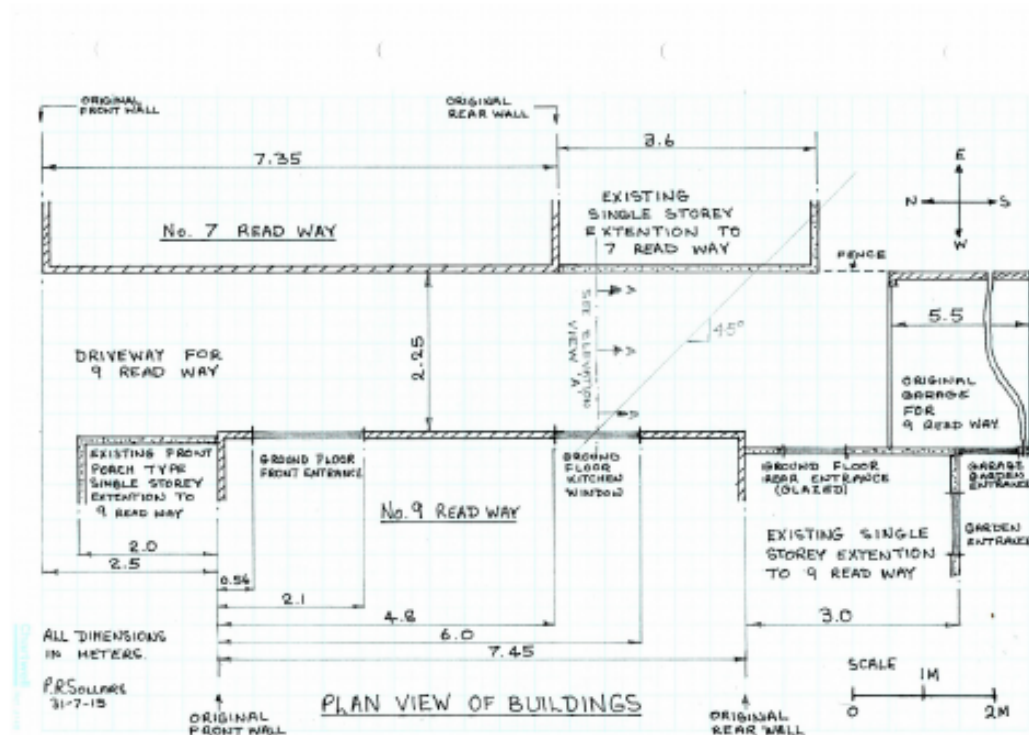 ORIGINAL
FRONT WALL
ORIGINAL
REAR WALL
7.35
3.6
No. 7 READ WAY
EXISTING
SINGLE STOREY
EXTENTION TO
7 READ WAY
E
N
S
W
FENCE
DRIVEWAY FOR
9 READ WAY
2.25
SEE ELEVATION
VIEW A
45°
5.5
ORIGINAL
GARAGE
FOR
9 READ WAY
EXISTING FRONT
PORCH TYPE
SINGLE STOREY
EXTENTION TO
9 READ WAY
GROUND FLOOR
FRONT ENTRANCE
GROUND
FLOOR
KITCHEN
WINDOW
No. 9 READ WAY
GROUND FLOOR
REAR ENTRANCE
(GLAZED)
GARAGE
GARDEN
ENTRANCE
GARDEN
ENTRANCE
EXISTING SINGLE
STOREY EXTENTION
TO 9 READ WAY
2.0
2.5
0.56
2.1
4.8
6.0
7.45
3.0
ALL DIMENSIONS
IN METERS.
P.R.SOLLARS
31-7-15
ORIGINAL
FRONT WALL
PLAN VIEW OF BUILDINGS
ORIGINAL
REAR WALL
SCALE
1M
0
2M